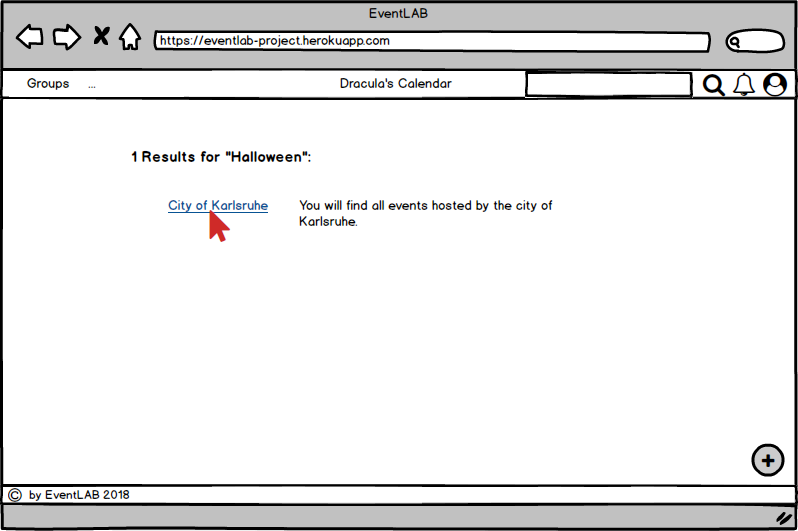 EventLAB
https://eventlab-project.herokuapp.com
Groups ... Dracula's Calendar
1 Results for "Halloween":
City of Karlsruhe You will find all events hosted by the city of
Karlsruhe.
© by EventLAB 2018